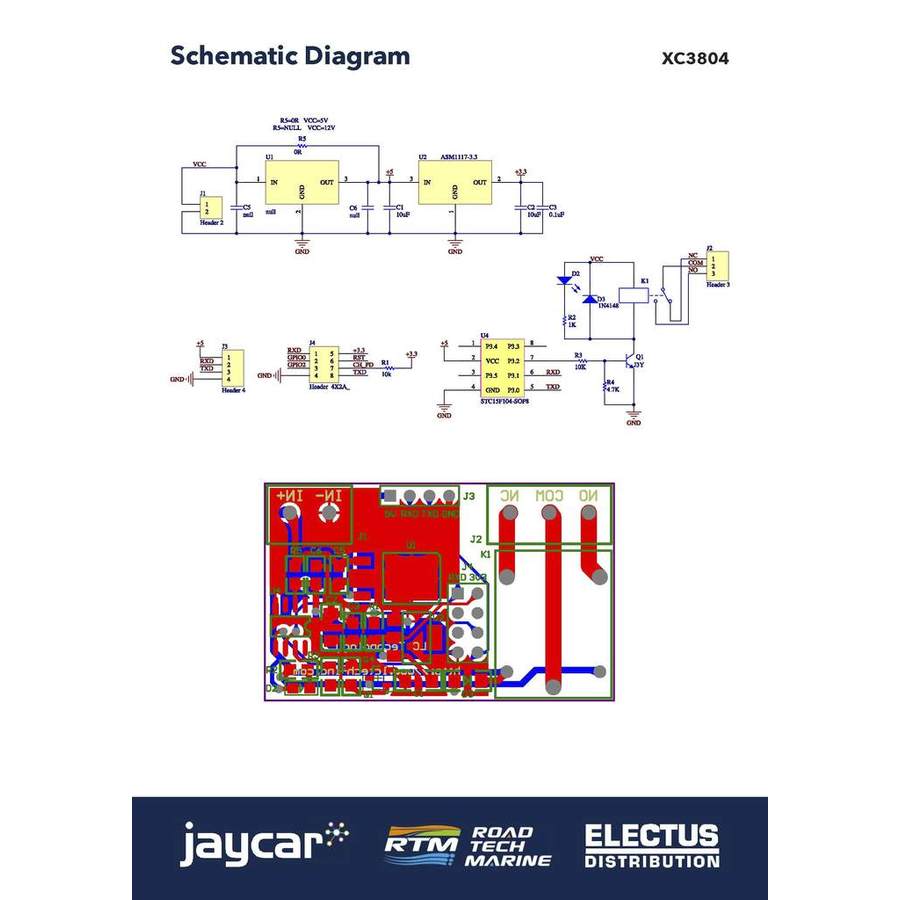 Schematic Diagram
XC3804
R5=0R VCC=5V
R5=NULL VCC=12V
R5
0R
VCC
U1
1
IN
OUT
3
GND
2
null
J1
1
2
Header 2
C5
null
C6
null
+5
C1
10uF
U2
ASM1117-3.3
3
IN
OUT
2
GND
1
+3.3
C2
10uF
C3
0.1uF
GND
GND
VCC
D2
D3
1N4148
R2
1K
K1
NC
COM
NO
J2
1
2
3
Header 3
+5
RXD
TXD
GND
J3
1
2
3
4
Header 4
RXD
GPIO0
GPIO2
GND
J4
1 5
2 6
3 7
4 8
Header 4X2A_
+3.3
RST
CH_PD
TXD
R1
10k
+3.3
U4
+5
1 P3.4 P3.3 8
2 VCC P3.2 7
3 P3.5 P3.1 6 RXD
4 GND P3.0 5 TXD
STC15F104-SOP8
GND
R3
10K
R4
4.7K
Q1
J3Y
GND
IN+
IN-
J3
5V RXD TXD GND
NC
COM
NO
J1
J2
U1
K1
jaycar
RTM
ROAD
TECH
MARINE
ELECTUS
DISTRIBUTION